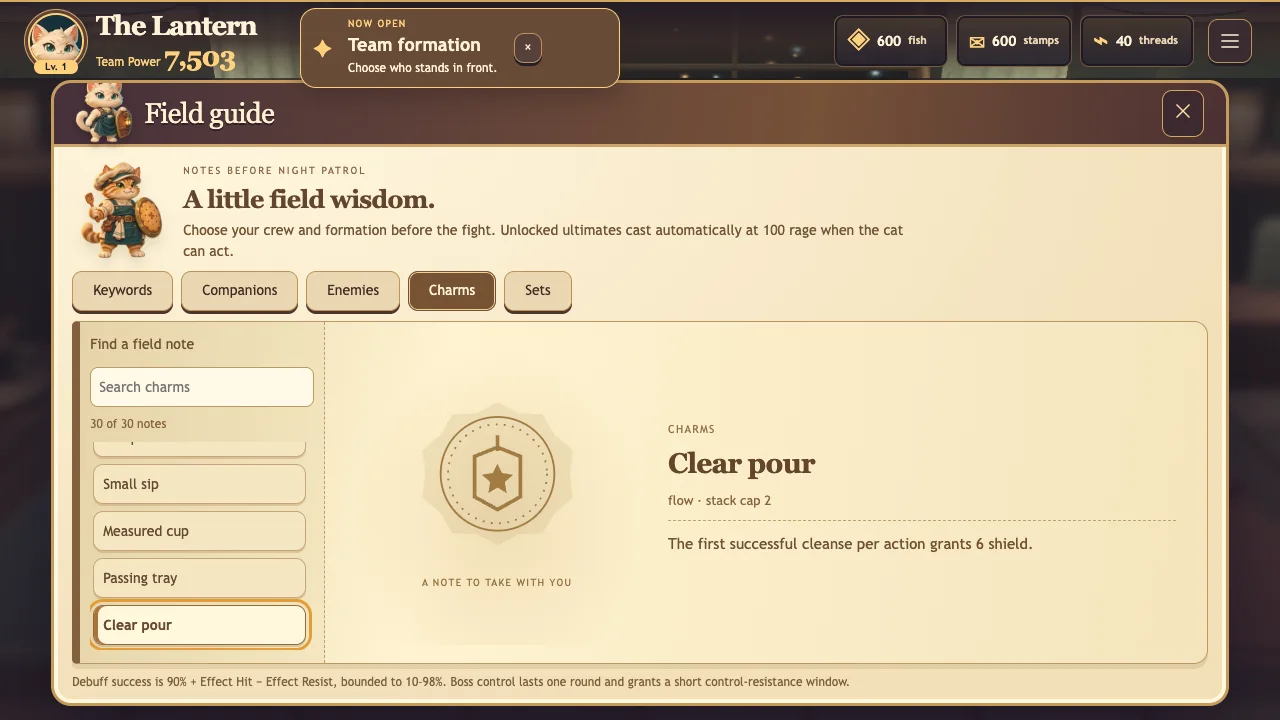 The Lantern
Team Power 7,503
Lv. 1
NOW OPEN
Team formation
Choose who stands in front.
×
600 fish
600 stamps
40 threads
Field guide
NOTES BEFORE NIGHT PATROL
A little field wisdom.
Choose your crew and formation before the fight. Unlocked ultimates cast automatically at 100 rage when the cat
can act.
Keywords
Companions
Enemies
Charms
Sets
Find a field note
Search charms
30 of 30 notes
Small sip
Measured cup
Passing tray
Clear pour
A NOTE TO TAKE WITH YOU
CHARMS
Clear pour
flow · stack cap 2
The first successful cleanse per action grants 6 shield.
Debuff success is 90% + Effect Hit − Effect Resist, bounded to 10-98%. Boss control lasts one round and grants a short control-resistance window.